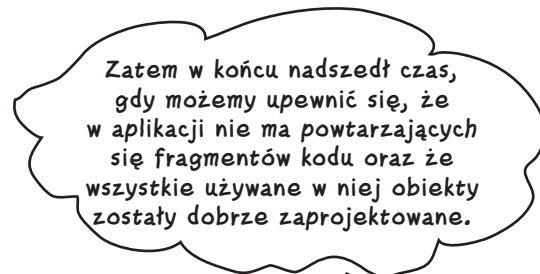 Zatem w końcu nadszedł czas,
gdy możemy upewnić się, że
w aplikacji nie ma powtarzających
się fragmentów kodu oraz że
wszystkie używane w niej obiekty
zostały dobrze zaprojektowane.